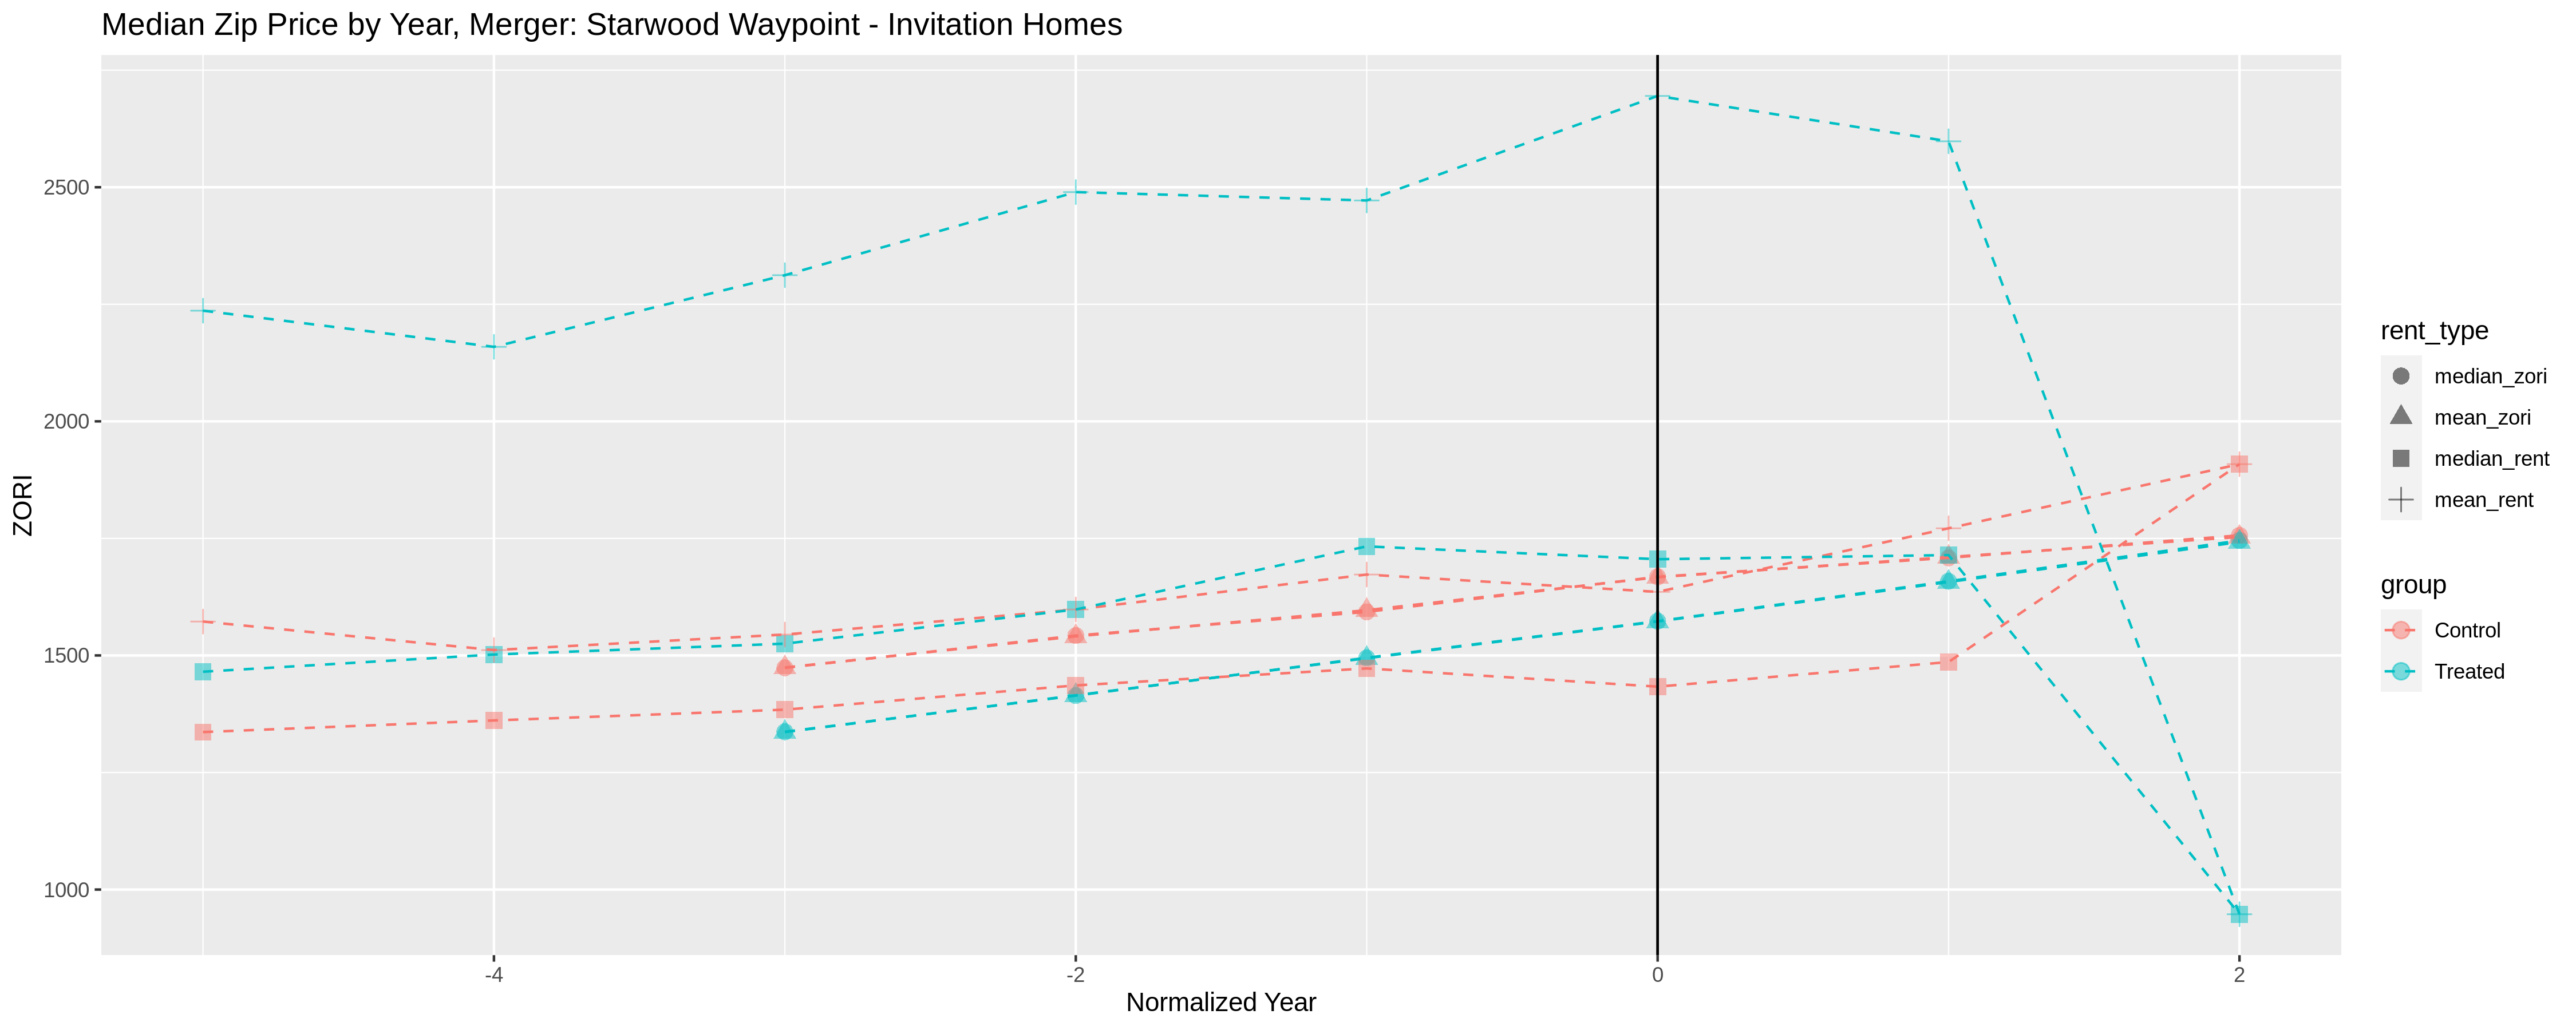 Median Zip Price by Year, Merger: Starwood Waypoint - Invitation Homes
ZORI
2500
2000
1500
1000
-4
-2
0
2
Normalized Year
rent_type
median_zori
mean_zori
median_rent
mean_rent
group
Control
Treated